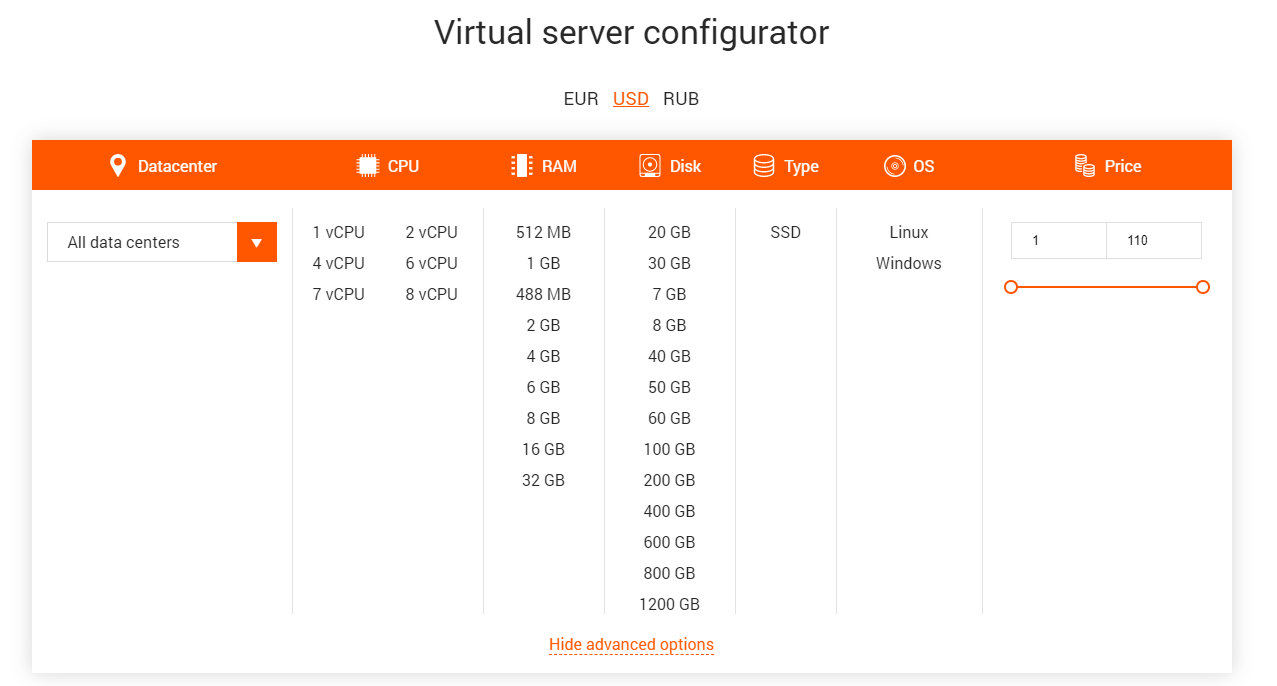 Virtual server configurator
EUR USD RUB
Datacenter CPU RAM Disk Type OS Price
All data centers 1 vCPU 2 vCPU 512 MB 20 GB SSD Linux 1 110
4 vCPU 6 vCPU 1 GB 30 GB Windows
7 vCPU 8 vCPU 488 MB 7 GB
2 GB 8 GB
4 GB 40 GB
6 GB 50 GB
8 GB 60 GB
16 GB 100 GB
32 GB 200 GB
400 GB
600 GB
800 GB
1200 GB
Hide advanced options